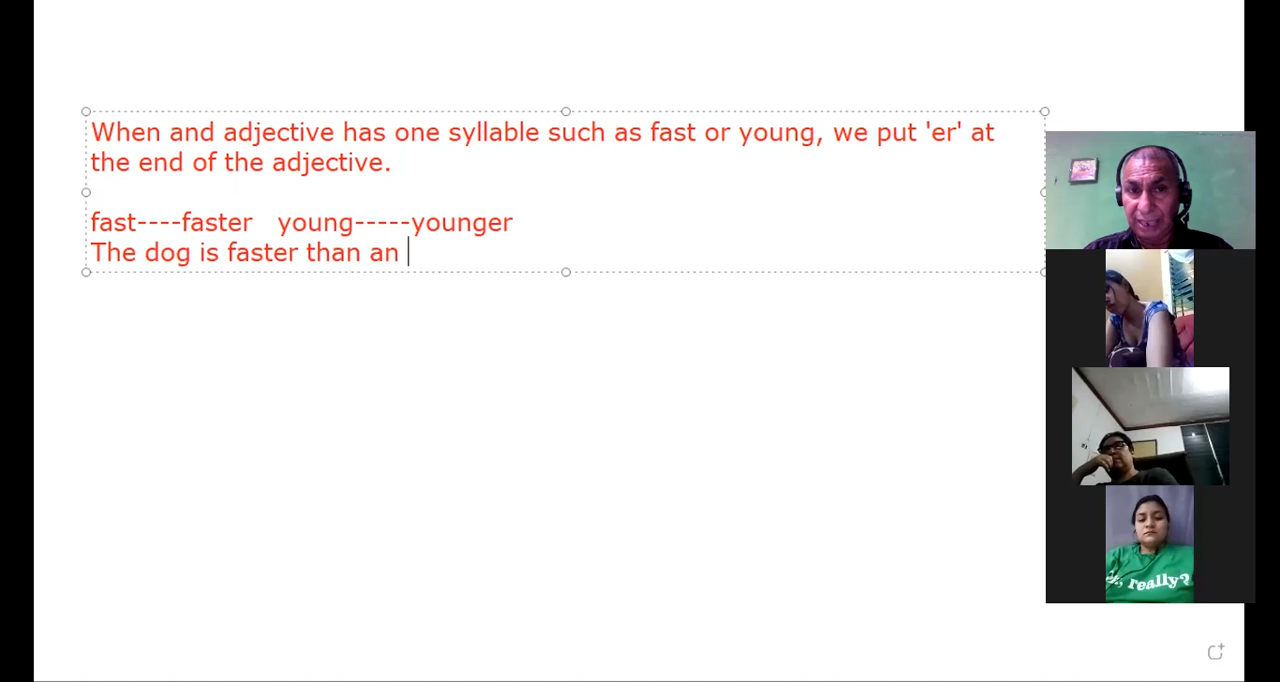 When and adjective has one syllable such as fast or young, we put 'er' at
the end of the adjective.
fast----faster young-----younger
The dog is faster than an
really?